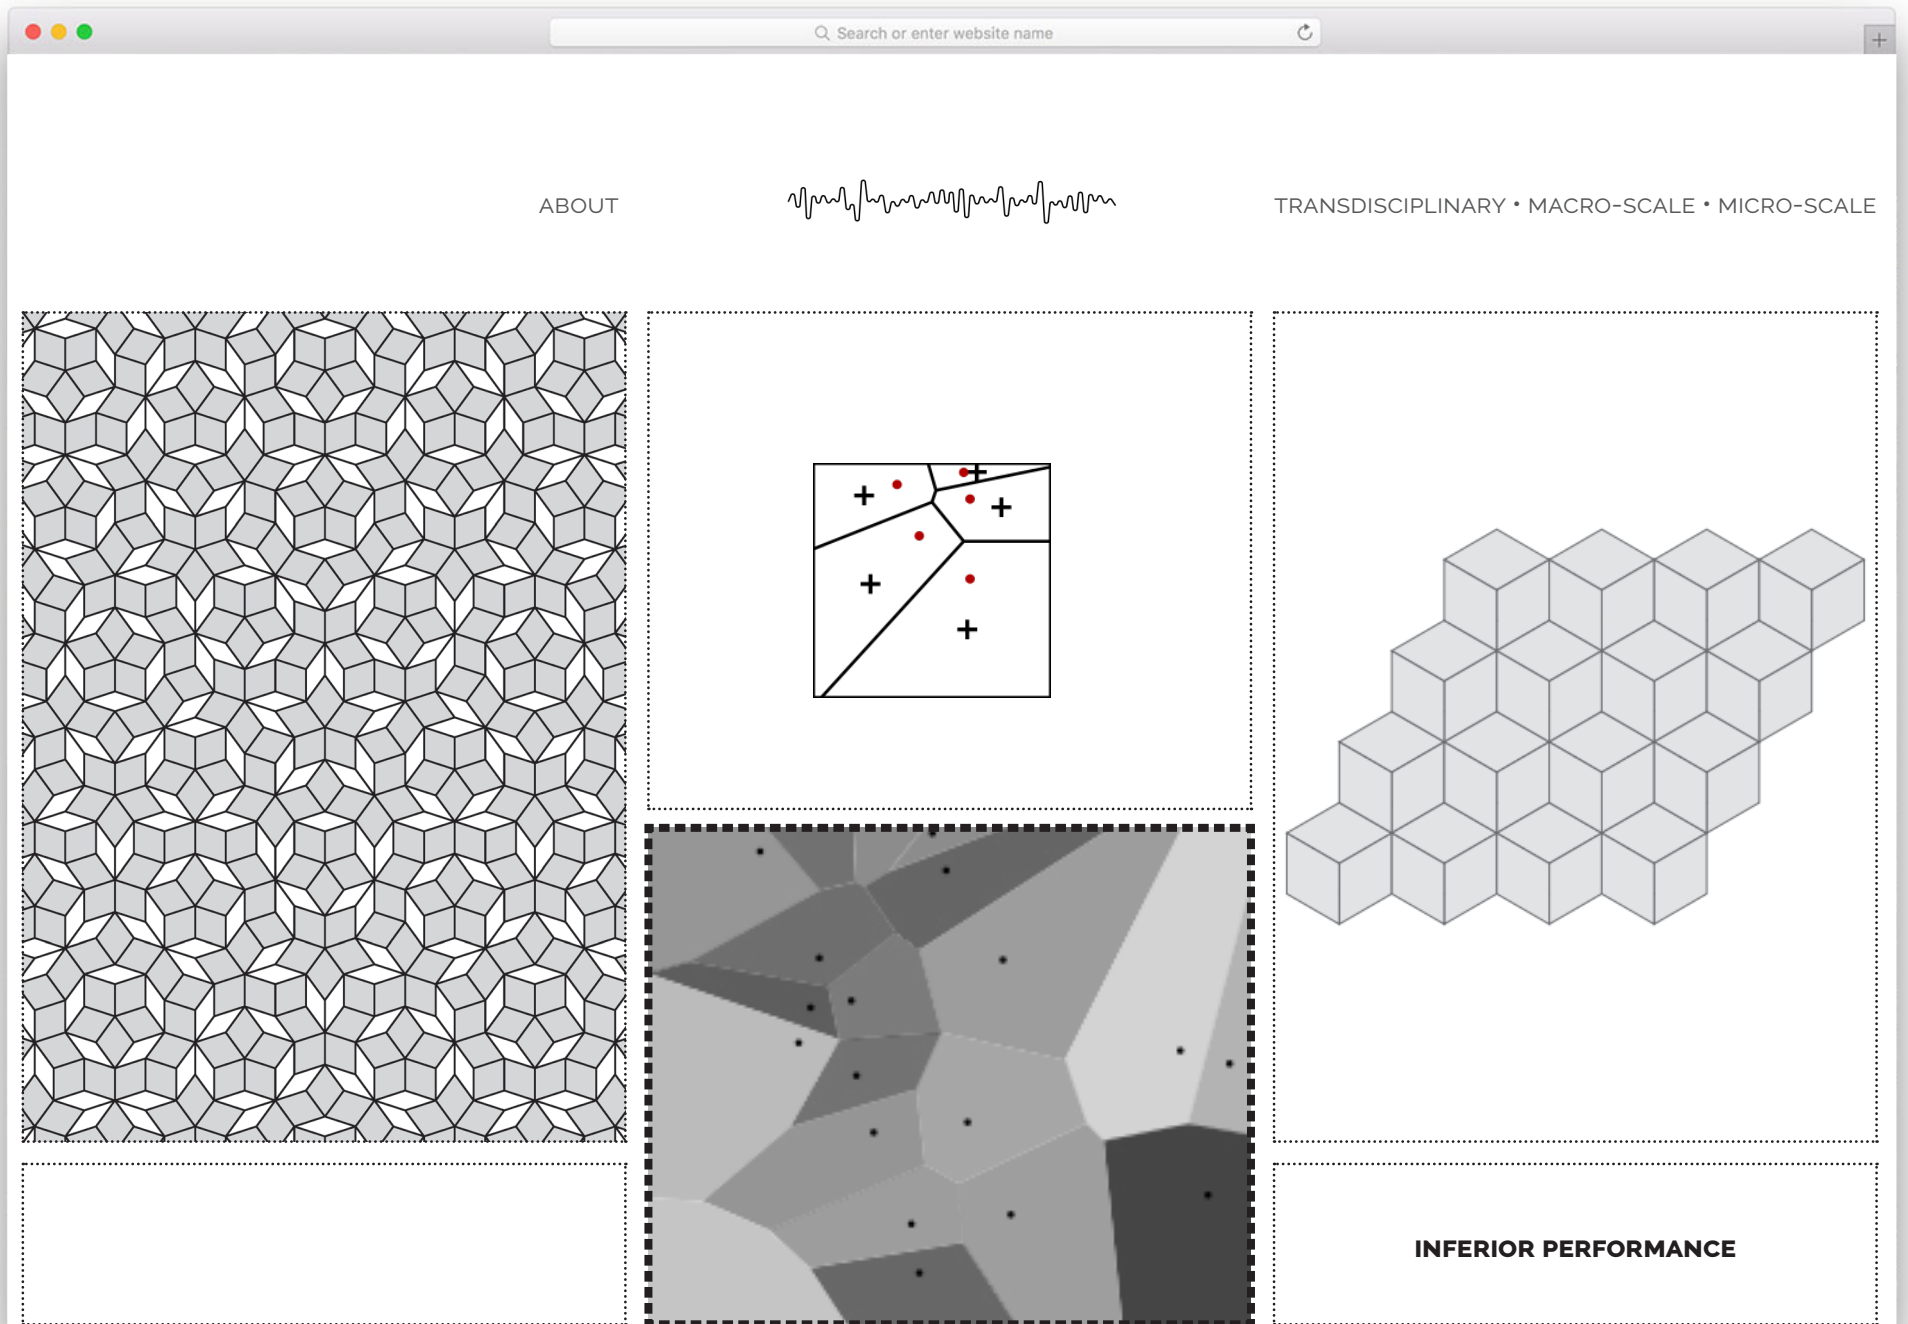 Search or enter website name
ABOUT
TRANSDISCIPLINARY • MACRO-SCALE • MICRO-SCALE
INFERIOR PERFORMANCE